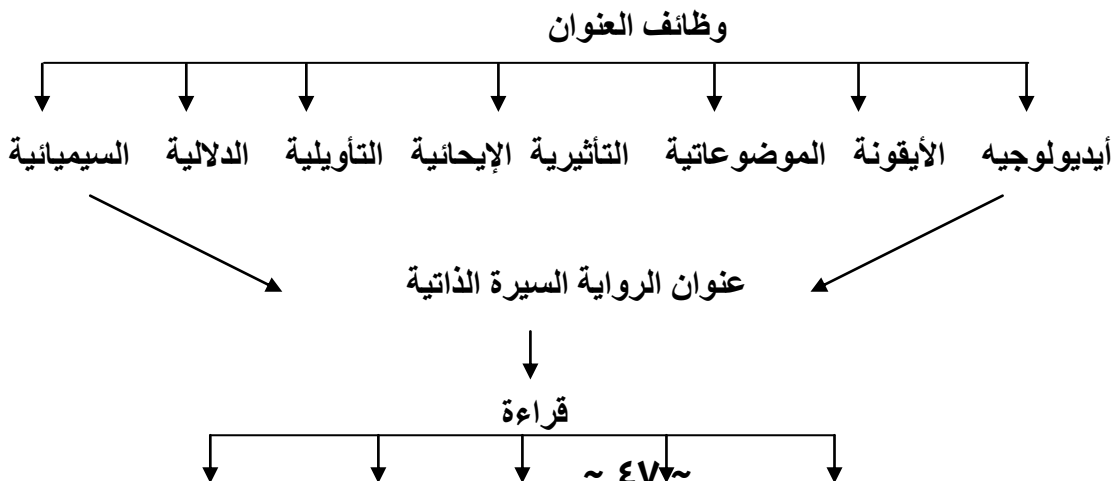 وظائف العنوان
أيديولوجيه الأيقونة الموضوعاتية التأثيرية الإيحائية التأويلية الدلالية السيميائية
عنوان الرواية السيرة الذاتية
قراءة
~ ٤٧ ~